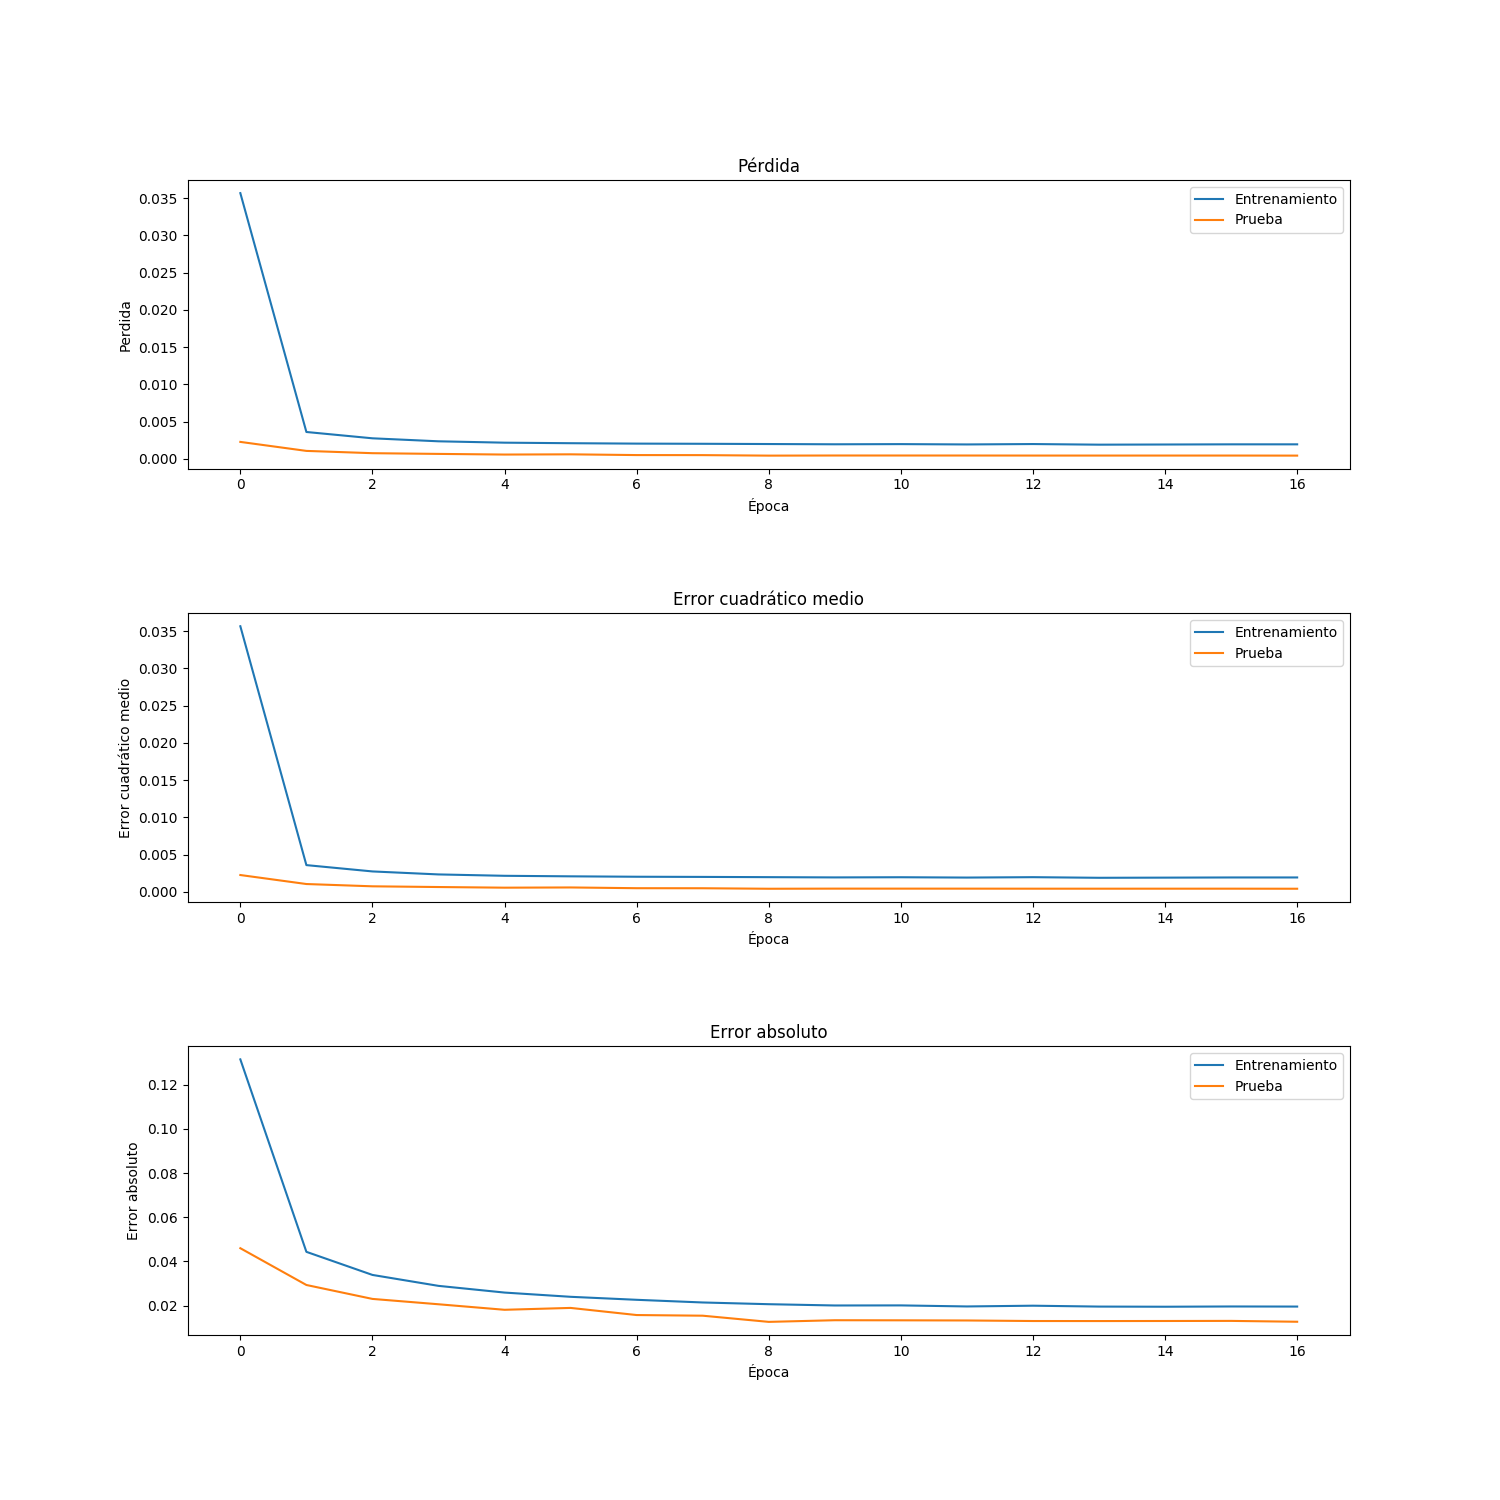 Pérdida
Perdida
0.035
0.030
0.025
0.020
0.015
0.010
0.005
0.000
Entrenamiento
Prueba
0 2 4 6 8 10 12 14 16
Época
Error cuadrático medio
Error cuadrático medio
0.035
0.030
0.025
0.020
0.015
0.010
0.005
0.000
Entrenamiento
Prueba
0 2 4 6 8 10 12 14 16
Época
Error absoluto
Error absoluto
0.12
0.10
0.08
0.06
0.04
0.02
Entrenamiento
Prueba
0 2 4 6 8 10 12 14 16
Época